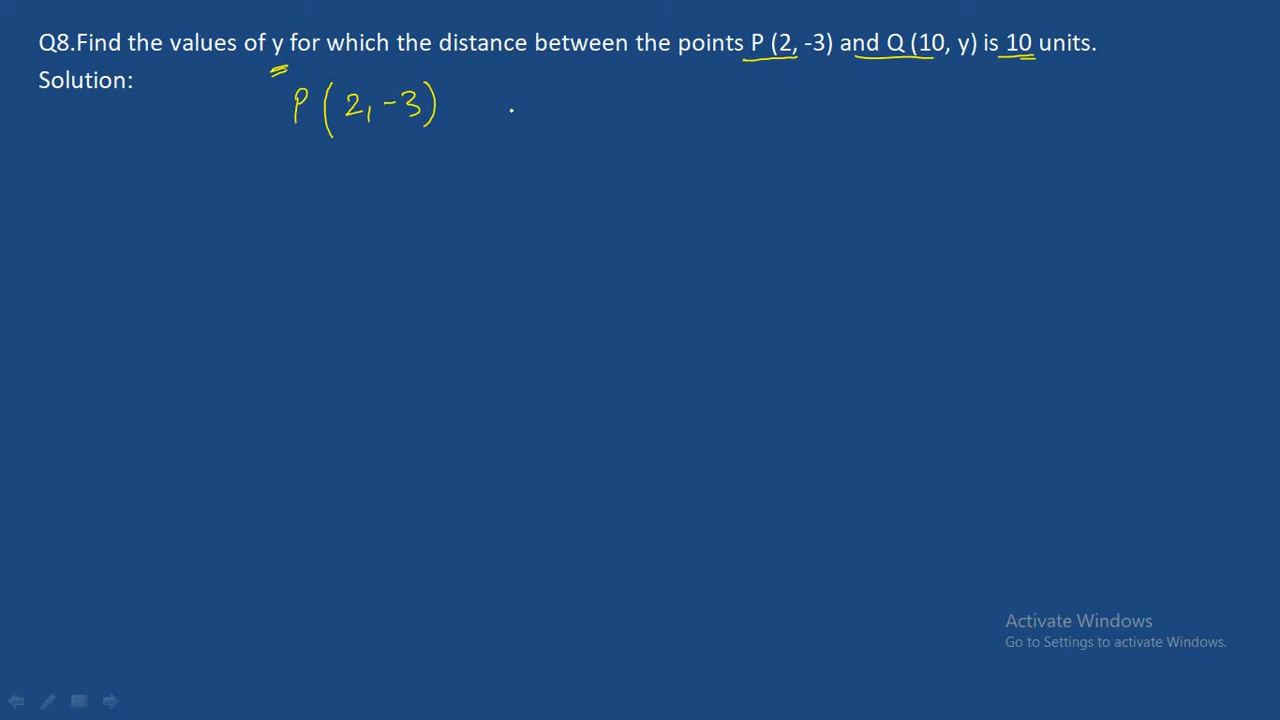 Q8.Find the values of y for which the distance between the points P (2, -3) and Q (10, y) is 10 units.
Solution:
P (2, -3)
Activate Windows
Go to Settings to activate Windows.